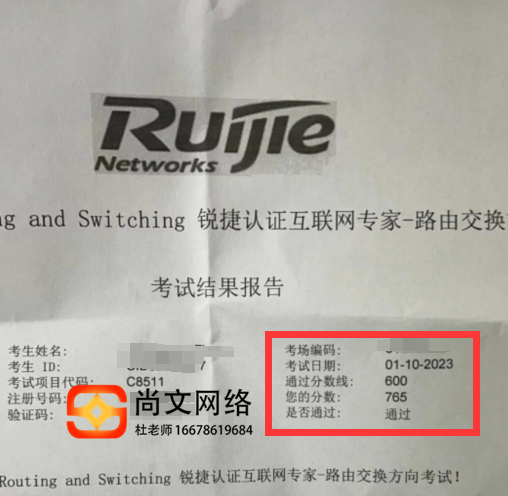 Ruijie
Networks
ng and Switching 锐捷认证互联网专家-路由交换
考试结果报告
考生姓名:
考生 ID:
考试项目代码: C8511
注册号码:
验证码:
考场编码:
考试日期: 01-10-2023
通过分数线: 600
您的分数: 765
是否通过: 通过
尚文网络
杜老师 16678619684
Routing and Switching 锐捷认证互联网专家-路由交换方向考试!